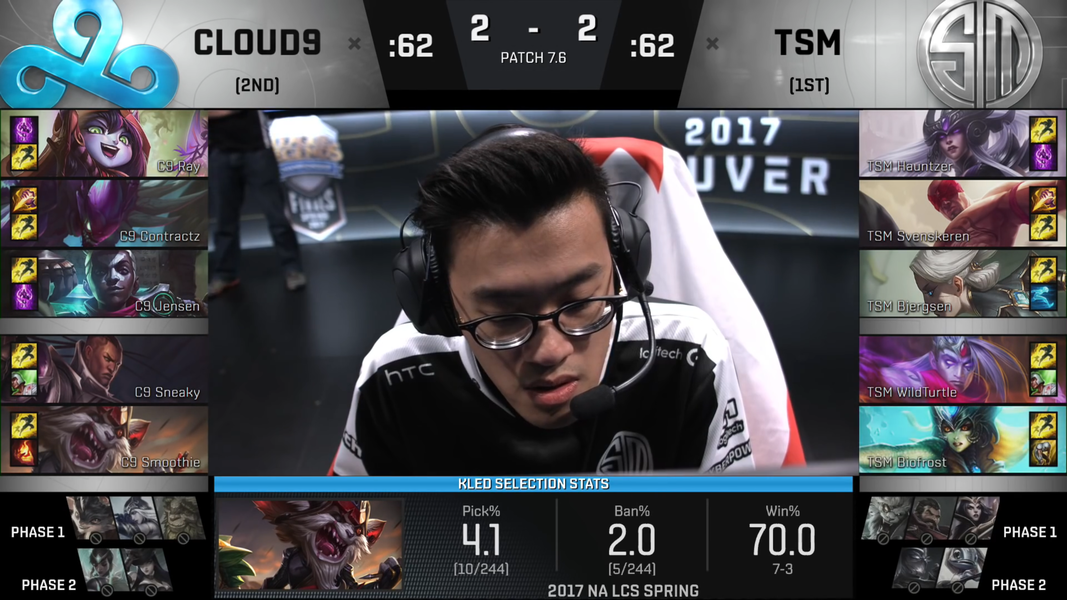 CLOUD9
(2ND)
:62
2 - 2
PATCH 7.6
:62
TSM
(1ST)
C9 Ray
C9 Contractz
C9 Jensen
C9 Sneaky
C9 Smoothie
2017
UVER
FINALS
hTC
logitech G
TSM Hauntzer
TSM Svenskeren
TSM Bjergsen
TSM WildTurtle
TSM Biofrost
KLED SELECTION STATS
Pick%
4.1
(10/244)
Ban%
2.0
(5/244)
Win%
70.0
7-3
2017 NA LCS SPRING
PHASE 1
PHASE 2
PHASE 1
PHASE 2